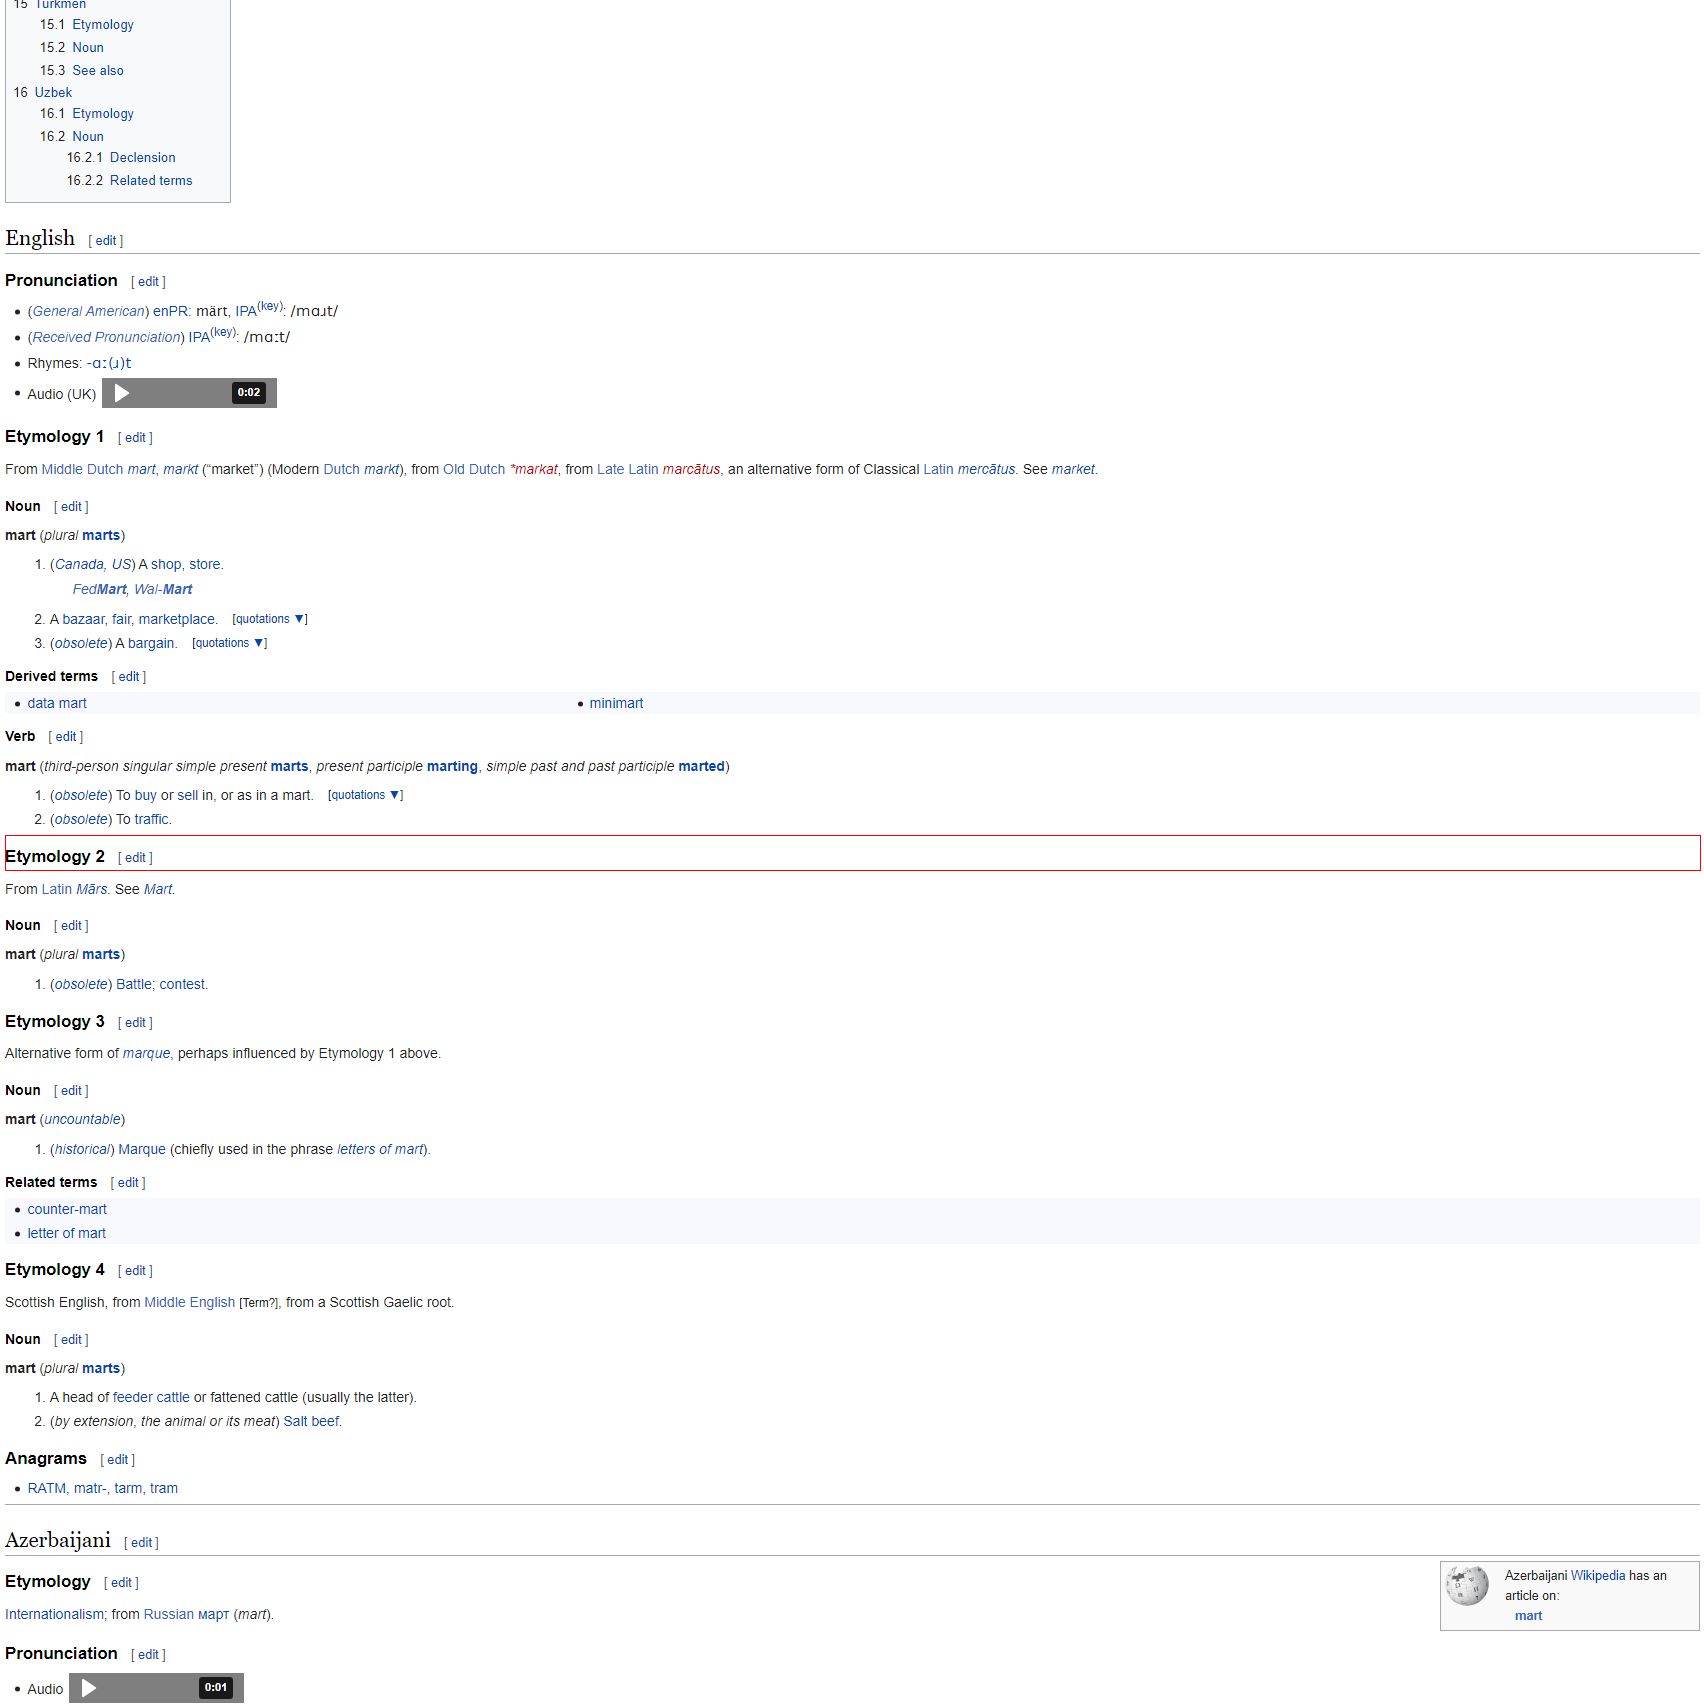 15 Turkmen
15.1 Etymology
15.2 Noun
15.3 See also
16 Uzbek
16.1 Etymology
16.2 Noun
16.2.1 Declension
16.2.2 Related terms
English [ edit ]
Pronunciation [ edit ]
• (General American) enPR: märt, IPA(key): /mɑɹt/
• (Received Pronunciation) IPA(key): /mɑːt/
• Rhymes: -ɑː(ɹ)t
• Audio (UK) 0:02
Etymology 1 [ edit ]
From Middle Dutch mart, markt (“market”) (Modern Dutch markt), from Old Dutch *markat, from Late Latin marcātus, an alternative form of Classical Latin mercātus. See market.
Noun [ edit ]
mart (plural marts)
1. (Canada, US) A shop, store.
FedMart, Wal-Mart
2. A bazaar, fair, marketplace. [quotations ▼]
3. (obsolete) A bargain. [quotations ▼]
Derived terms [ edit ]
• data mart • minimart
Verb [ edit ]
mart (third-person singular simple present marts, present participle marting, simple past and past participle marted)
1. (obsolete) To buy or sell in, or as in a mart. [quotations ▼]
2. (obsolete) To traffic.
Etymology 2 [ edit ]
From Latin Mārs. See Mart.
Noun [ edit ]
mart (plural marts)
1. (obsolete) Battle; contest.
Etymology 3 [ edit ]
Alternative form of marque, perhaps influenced by Etymology 1 above.
Noun [ edit ]
mart (uncountable)
1. (historical) Marque (chiefly used in the phrase letters of mart).
Related terms [ edit ]
• counter-mart
• letter of mart
Etymology 4 [ edit ]
Scottish English, from Middle English [Term?], from a Scottish Gaelic root.
Noun [ edit ]
mart (plural marts)
1. A head of feeder cattle or fattened cattle (usually the latter).
2. (by extension, the animal or its meat) Salt beef.
Anagrams [ edit ]
• RATM, matr-, tarm, tram
Azerbaijani [ edit ]
Etymology [ edit ]
Internationalism; from Russian март (mart).
Azerbaijani Wikipedia has an
article on:
mart
Pronunciation [ edit ]
• Audio 0:01